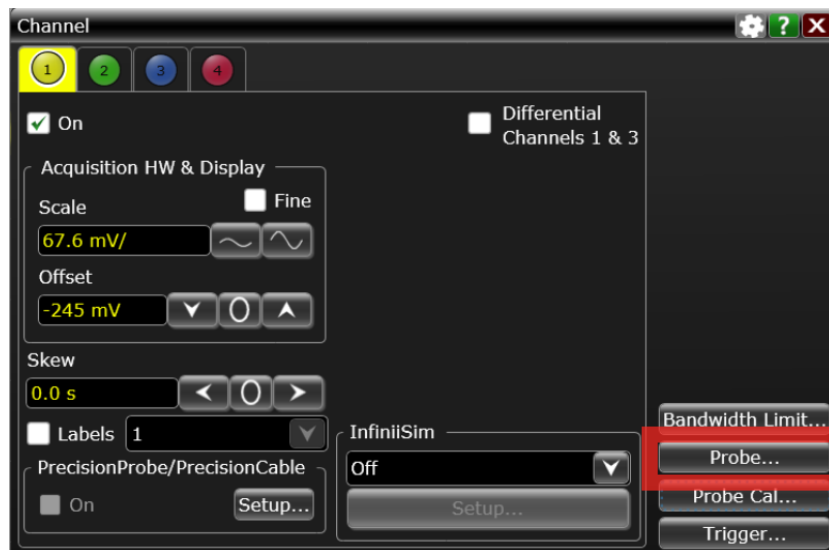 Channel
?
X
1 2 3 4
On
Differential
Channels 1 & 3
Acquisition HW & Display
Scale
Fine
67.6 mV/
Offset
-245 mV
0
Skew
0.0 s
0
Labels 1
InfiniiSim
Off
Setup...
PrecisionProbe/PrecisionCable
On
Setup...
Bandwidth Limit...
Probe...
Probe Cal...
Trigger...